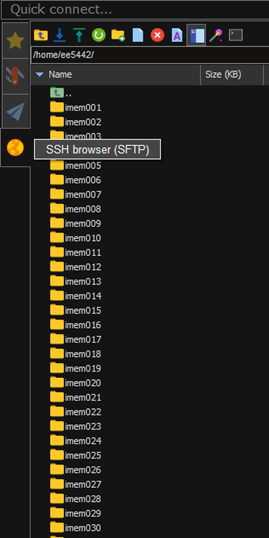 Quick connect...
/home/ee5442/
Name Size (KB)
..
imem001
imem002
imem003
SSH browser (SFTP)
imem005
imem006
imem007
imem008
imem009
imem010
imem011
imem012
imem013
imem014
imem015
imem016
imem017
imem018
imem019
imem020
imem021
imem022
imem023
imem024
imem025
imem026
imem027
imem028
imem029
imem030